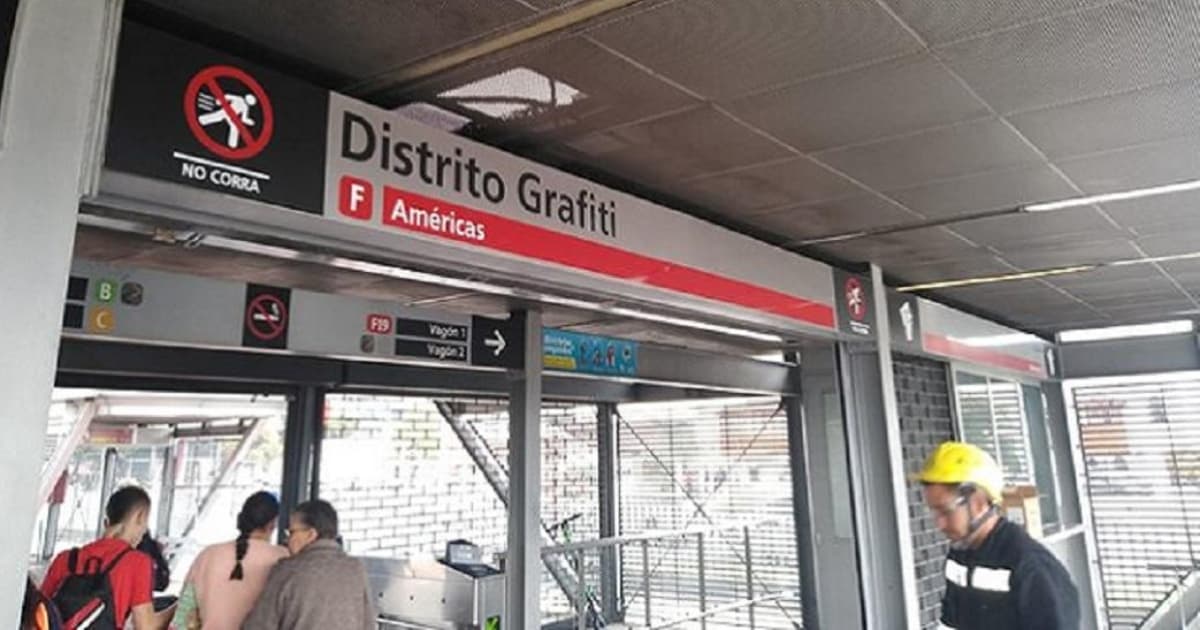 NO CORRA
Distrito Grafiti
F Américas
B
C
F19
Vagón 1
Vagón 2